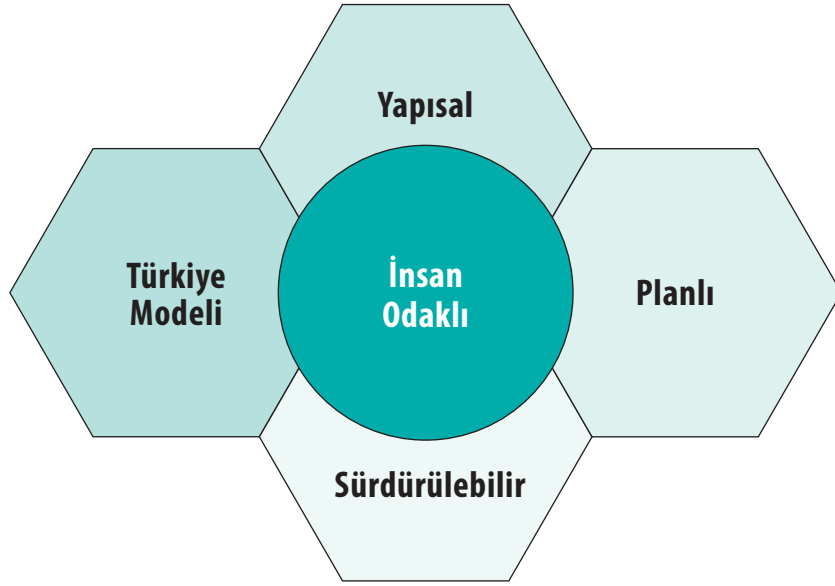 Yapısal
Türkiye
Modeli
İnsan
Odaklı
Planlı
Sürdürülebilir